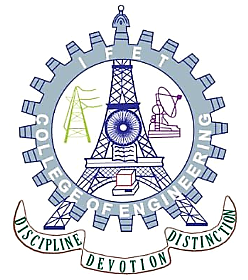 IFET
COLLEGE OF ENGINEERING
DISCIPLINE
DEVOTION
DISTINCTION